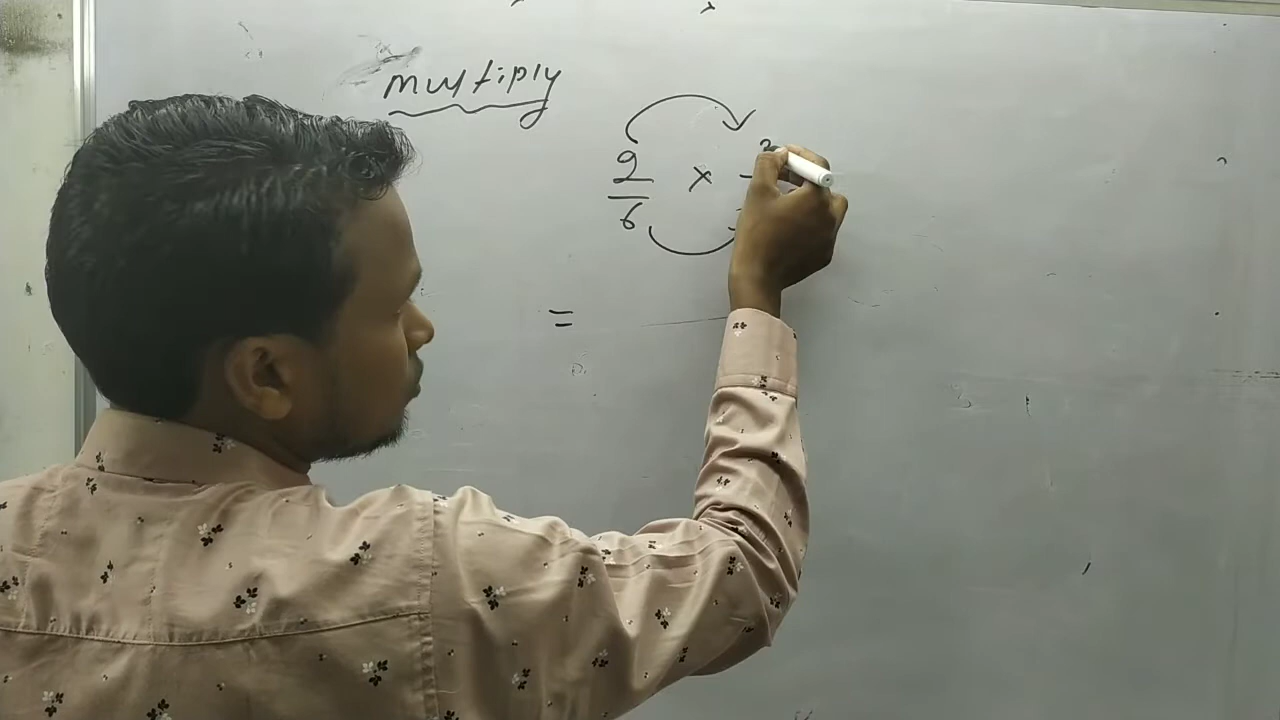 multiply
2/6 ×
=